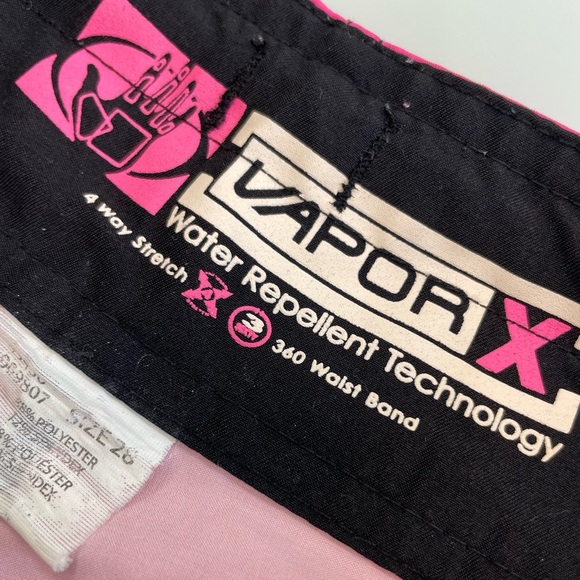 VAPOR X
Water Repellent Technology
4 Way Stretch
360 Waist Band
SIZE 28
POLYESTER